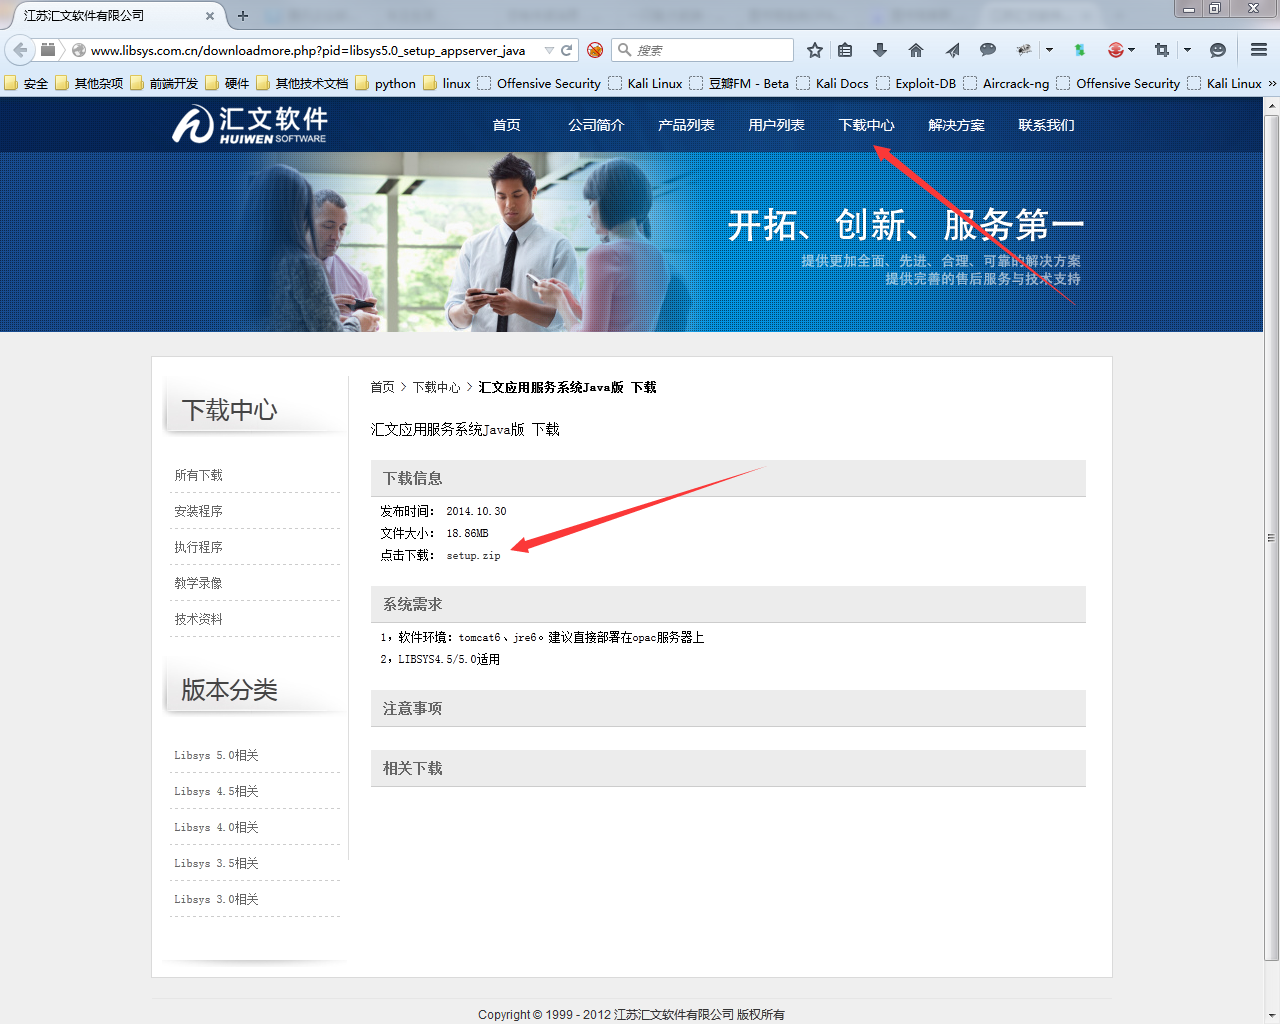 江苏汇文软件有限公司
www.libsys.com.cn/downloadmore.php?pid=libsys5.0_setup_appserver_java
搜索
安全 其他杂项 前端开发 硬件 其他技术文档 python linux Offensive Security Kali Linux 豆瓣FM - Beta Kali Docs Exploit-DB Aircrack-ng Offensive Security Kali Linux »
汇文软件
HUIWEN SOFTWARE
首页 公司简介 产品列表 用户列表 下载中心 解决方案 联系我们
开拓、创新、服务第一
提供更加全面、先进、合理、可靠的解决方案
提供完善的售后服务与技术支持
下载中心
所有下载
安装程序
执行程序
教学录像
技术资料
版本分类
Libsys 5.0相关
Libsys 4.5相关
Libsys 4.0相关
Libsys 3.5相关
Libsys 3.0相关
首页 > 下载中心 > 汇文应用服务系统Java版 下载
汇文应用服务系统Java版 下载
下载信息
发布时间： 2014.10.30
文件大小： 18.86MB
点击下载： setup.zip
系统需求
1，软件环境：tomcat6、jre6。建议直接部署在opac服务器上
2，LIBSYS4.5/5.0适用
注意事项
相关下载
Copyright © 1999 - 2012 江苏汇文软件有限公司 版权所有